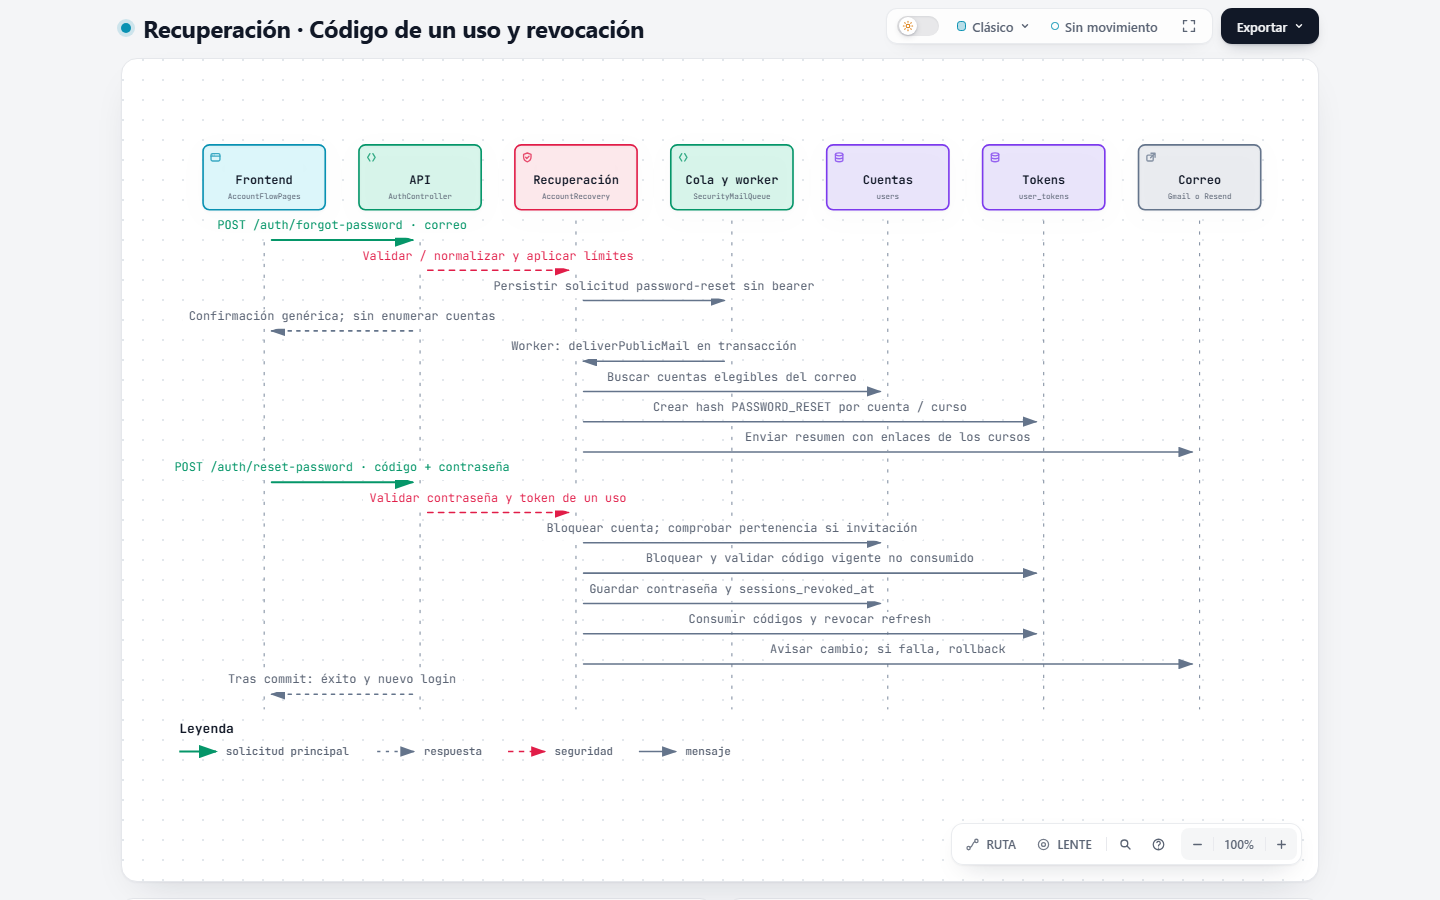 Recuperación · Código de un uso y revocación
Clásico
Sin movimiento
Exportar
Frontend
AccountFlowPages
API
AuthController
Recuperación
AccountRecovery
Cola y worker
SecurityMailQueue
Cuentas
users
Tokens
user_tokens
Correo
Gmail o Resend
POST /auth/forgot-password · correo
Validar / normalizar y aplicar límites
Persistir solicitud password-reset sin bearer
Confirmación genérica; sin enumerar cuentas
Worker: deliverPublicMail en transacción
Buscar cuentas elegibles del correo
Crear hash PASSWORD_RESET por cuenta / curso
Enviar resumen con enlaces de los cursos
POST /auth/reset-password · código + contraseña
Validar contraseña y token de un uso
Bloquear cuenta; comprobar pertenencia si invitación
Bloquear y validar código vigente no consumido
Guardar contraseña y sessions_revoked_at
Consumir códigos y revocar refresh
Avisar cambio; si falla, rollback
Tras commit: éxito y nuevo login
Leyenda
solicitud principal
respuesta
seguridad
mensaje
RUTA
LENTE
100%